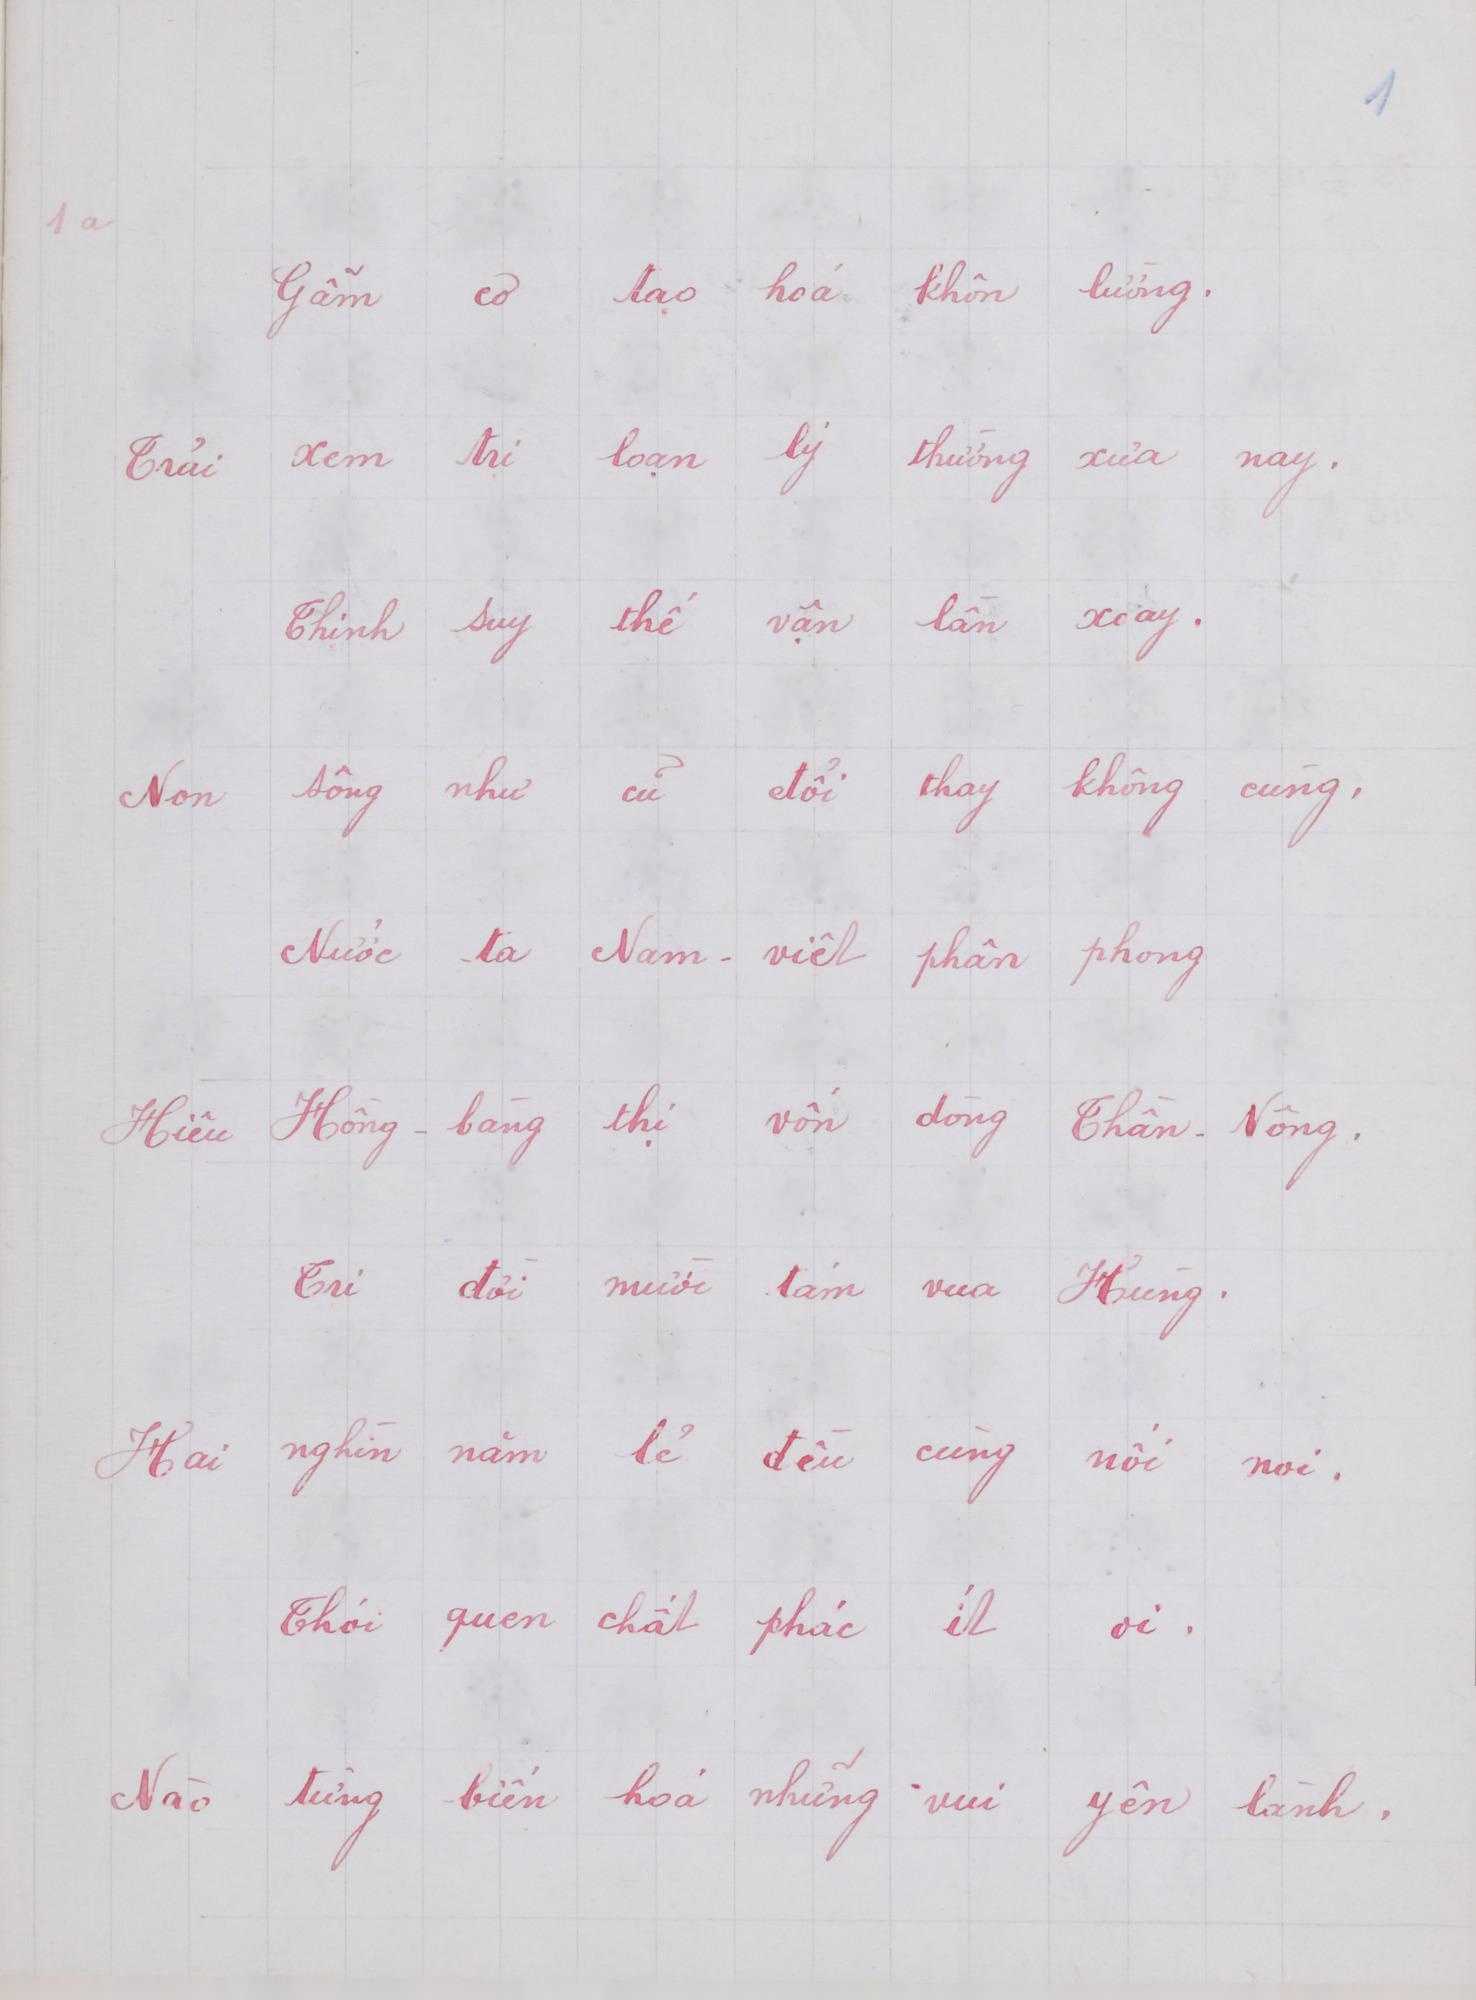 1
1a
Gẫm cơ tạo hoá khôn lường.
Trải xem trị loạn lý thường xưa nay.
Thịnh suy thế vận lần xoay.
Non sông như cũ đổi thay không cùng,
Nước ta Nam-việt phân phong
Hiệu Hồng-bàng thị vốn dòng Thần-Nông.
Trị đời mười tám vua Hùng.
Hai nghìn năm lẻ đều cùng nối noi.
Thói quen chất phác ít oi.
Nào từng biến hoá những vui yên lành.